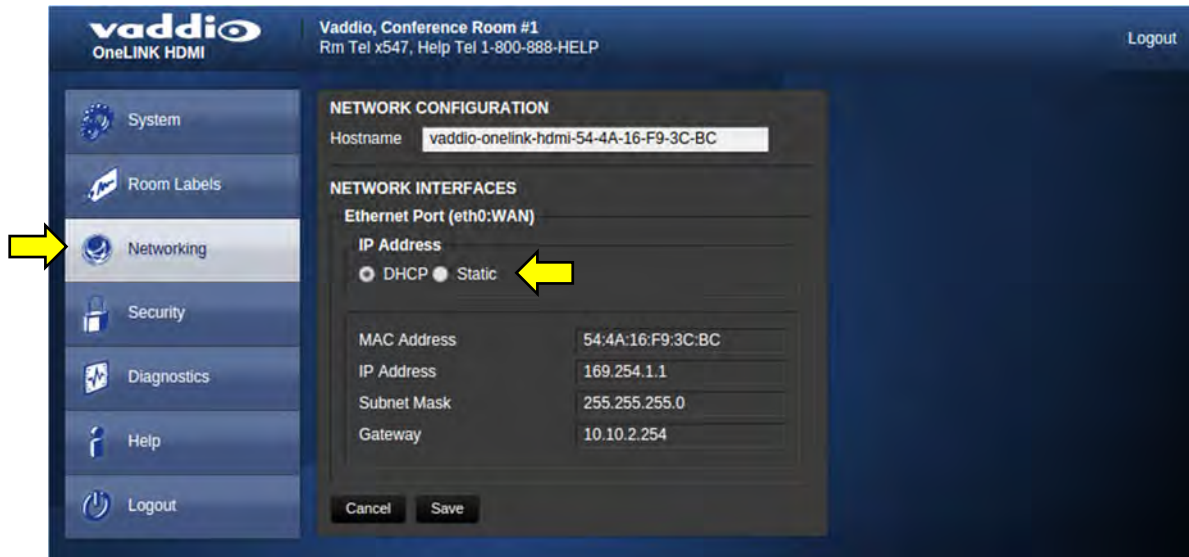 vaddio
OneLINK HDMI
Vaddio, Conference Room #1
Rm Tel x547, Help Tel 1-800-888-HELP
Logout
System
Room Labels
Networking
Security
Diagnostics
Help
Logout
NETWORK CONFIGURATION
Hostname vaddio-onelink-hdmi-54-4A-16-F9-3C-BC
NETWORK INTERFACES
Ethernet Port (eth0:WAN)
IP Address
DHCP Static
MAC Address 54:4A:16:F9:3C:BC
IP Address 169.254.1.1
Subnet Mask 255.255.255.0
Gateway 10.10.2.254
Cancel Save